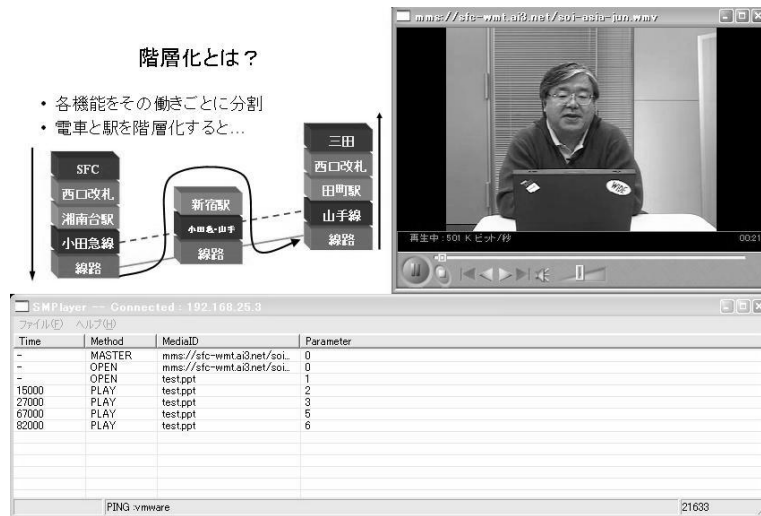 階層化とは？
• 各機能をその働きごとに分割
• 電車と駅を階層化すると…
SFC
西口改札
湘南台駅
小田急線
線路
新宿駅
小田急・山手
線路
三田
西口改札
田町駅
山手線
線路
mms://sfc-wmt.ai3.net/soi-asia-jun.wmv
WIDE
再生中 : 501 K ビット/秒
00:21
SMPlayer -- Connected : 192.168.25.3
ファイル(F) ヘルプ(H)
Time Method MediaID Parameter
- MASTER mms://sfc-wmt.ai3.net/soi... 0
- OPEN mms://sfc-wmt.ai3.net/soi... 0
- OPEN test.ppt 1
15000 PLAY test.ppt 2
27000 PLAY test.ppt 3
67000 PLAY test.ppt 5
82000 PLAY test.ppt 6
PING :vmware 21633